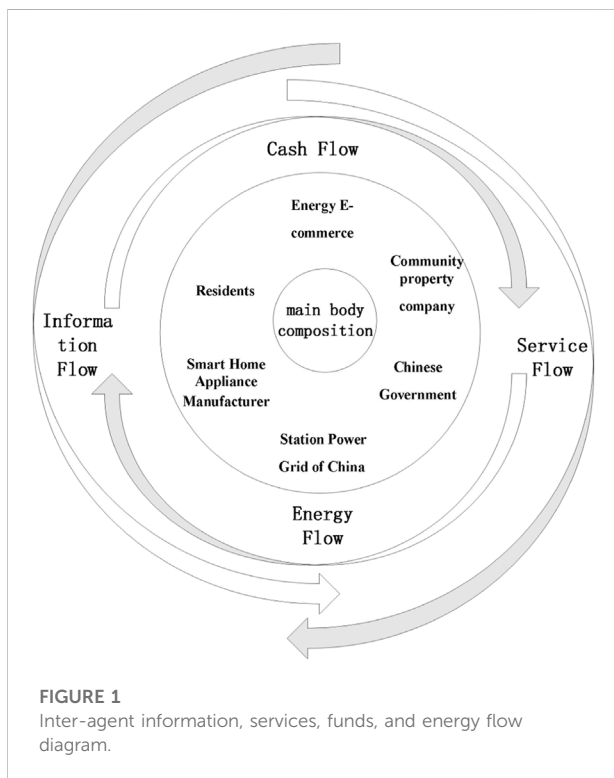 Cash Flow
Energy E-
commerce
Community
property
company
Residents
main body
composition
Informa
tion
Flow
Service
Flow
Smart Home
Appliance
Manufacturer
Chinese
Government
Station Power
Grid of China
Energy
Flow
FIGURE 1
Inter-agent information, services, funds, and energy flow
diagram.